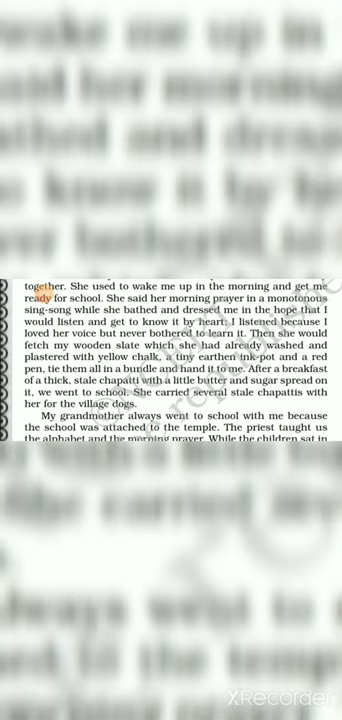 together. She used to wake me up in the morning and get me
ready for school. She said her morning prayer in a monotonous
sing-song while she bathed and dressed me in the hope that I
would listen and get to know it by heart; I listened because I
loved her voice but never bothered to learn it. Then she would
fetch my wooden slate which she had already washed and
plastered with yellow chalk, a tiny earthen ink-pot and a red
pen, tie them all in a bundle and hand it to me. After a breakfast
of a thick, stale chapatti with a little butter and sugar spread on
it, we went to school. She carried several stale chapattis with
her for the village dogs.
My grandmother always went to school with me because
the school was attached to the temple. The priest taught us
the alphabet and the morning prayer. While the children sat in
XRecorder